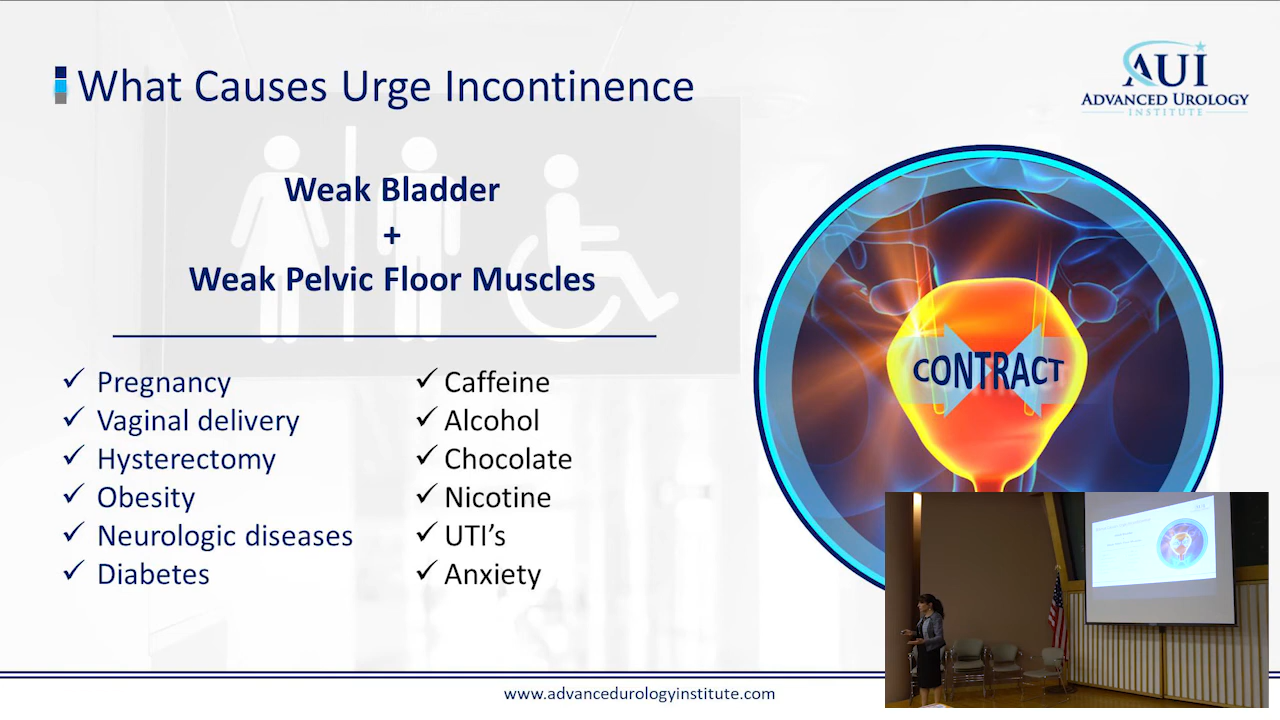 What Causes Urge Incontinence
AUI
ADVANCED UROLOGY
INSTITUTE
Weak Bladder
+
Weak Pelvic Floor Muscles
✓ Pregnancy
✓ Vaginal delivery
✓ Hysterectomy
✓ Obesity
✓ Neurologic diseases
✓ Diabetes
✓ Caffeine
✓ Alcohol
✓ Chocolate
✓ Nicotine
✓ UTI’s
✓ Anxiety
CONTRACT
www.advancedurologyinstitute.com